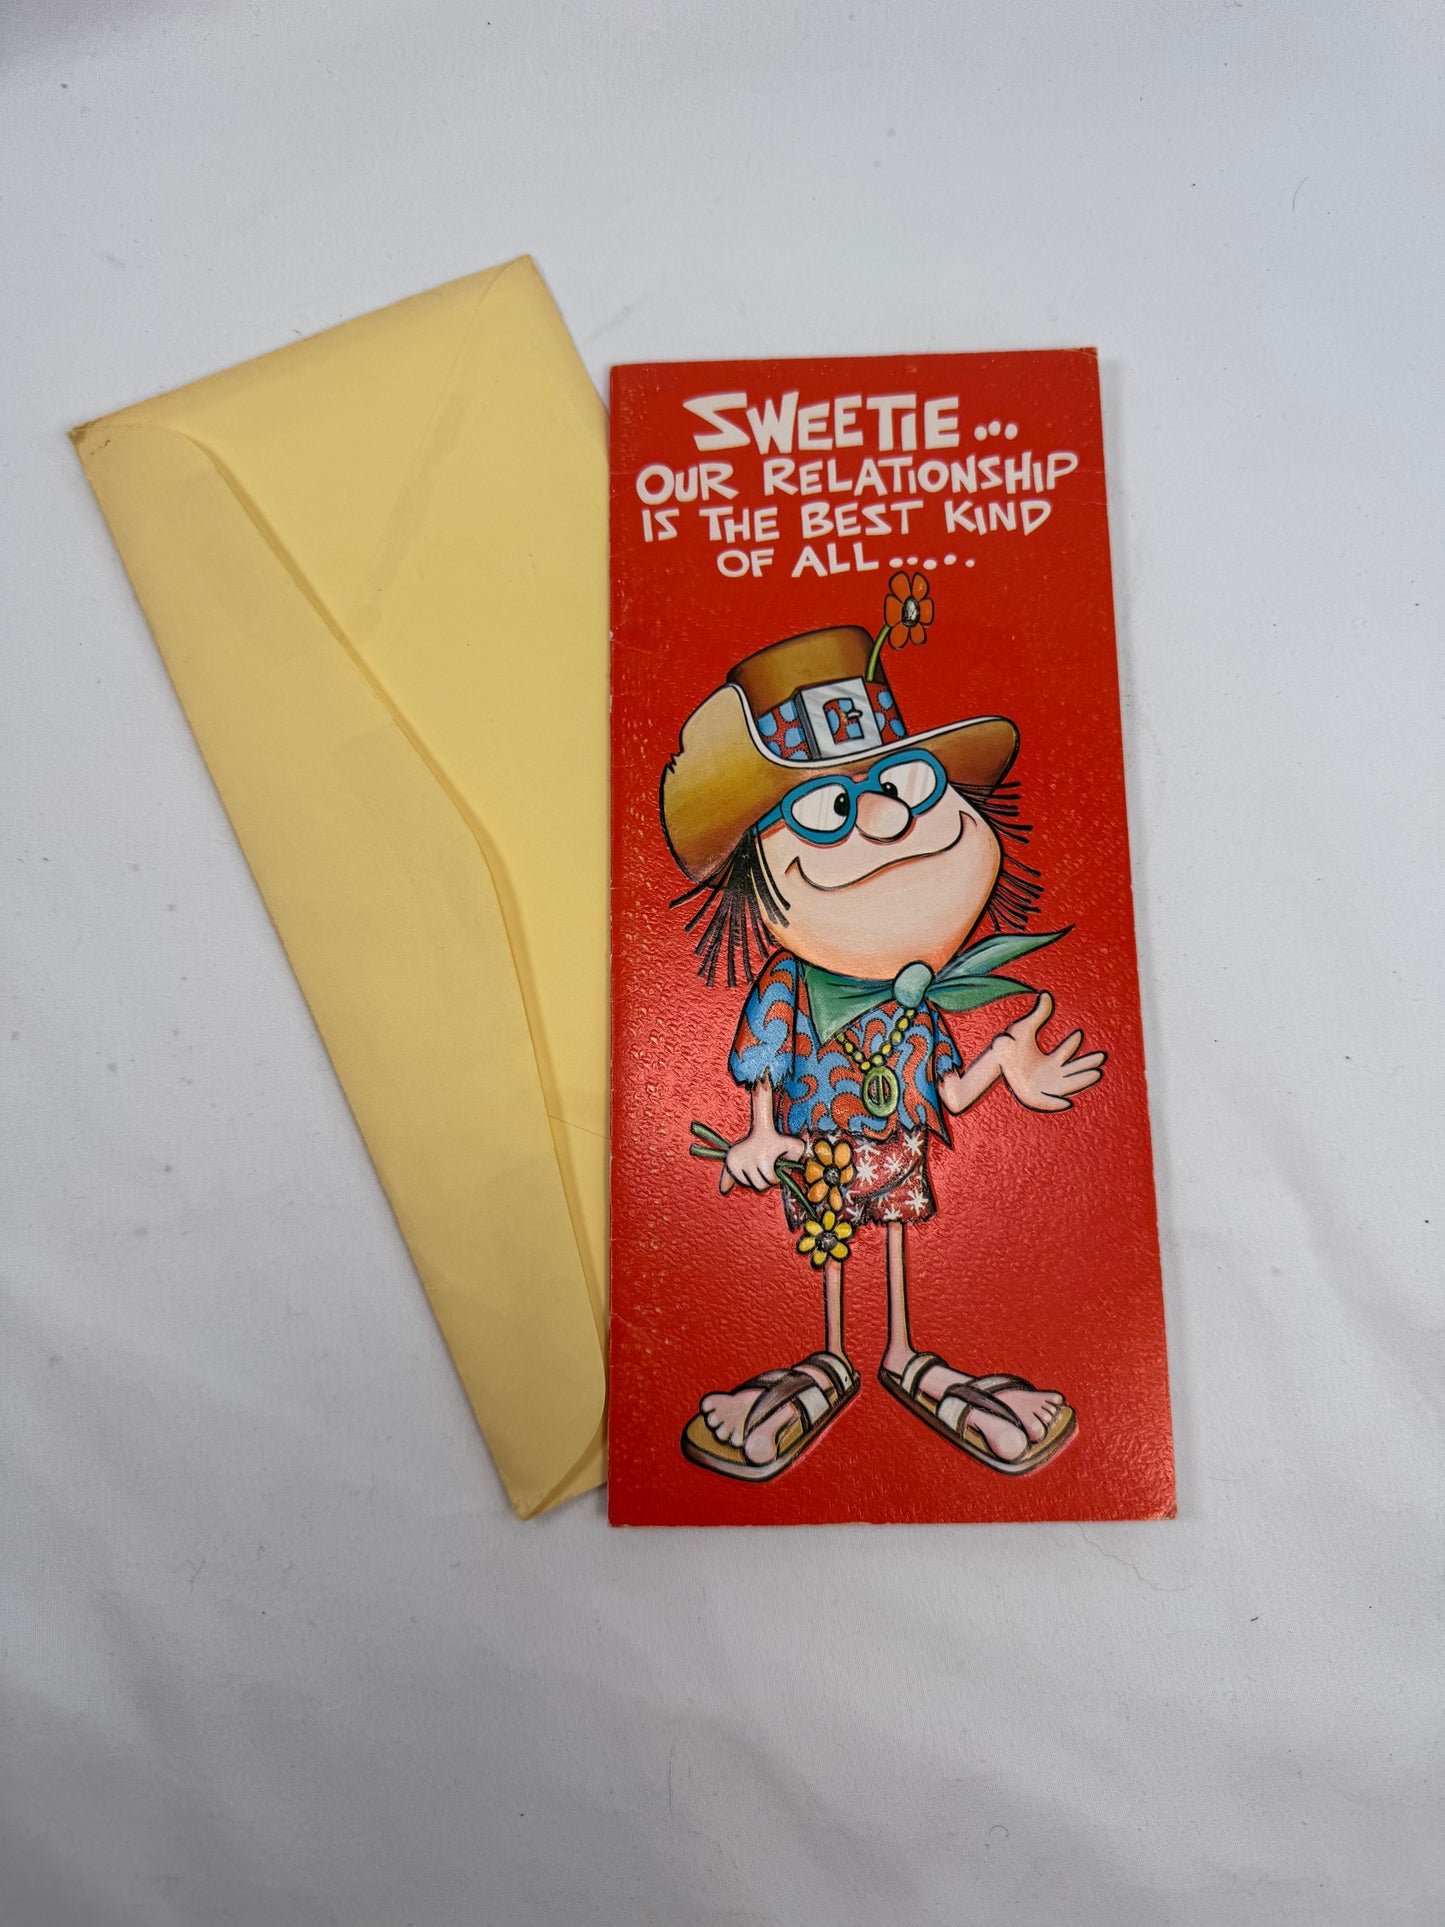 SWEETIE...
OUR RELATIONSHIP
IS THE BEST KIND
OF ALL.....